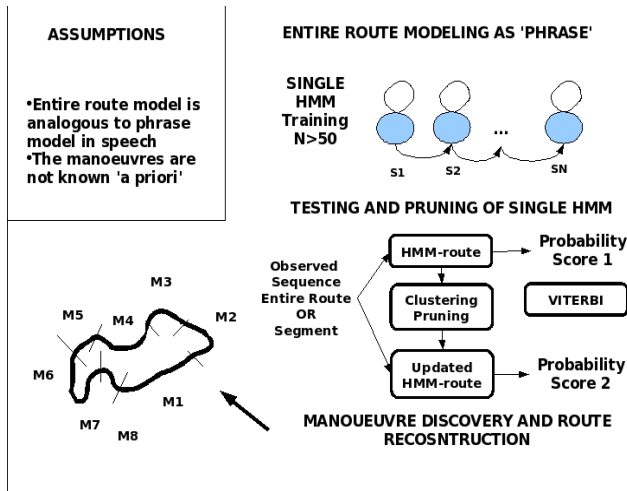 ASSUMPTIONS
•Entire route model is
analogous to phrase
model in speech
•The manoeuvres are
not known 'a priori'
ENTIRE ROUTE MODELING AS 'PHRASE'
SINGLE
HMM
Training
N>50
...
S1
S2
SN
TESTING AND PRUNING OF SINGLE HMM
Observed
Sequence
Entire Route
OR
Segment
HMM-route
Probability
Score 1
Clustering
Pruning
VITERBI
Updated
HMM-route
Probability
Score 2
M3
M5
M4
M2
M6
M1
M7
M8
MANOUEUVRE DISCOVERY AND ROUTE
RECOSNTRUCTION